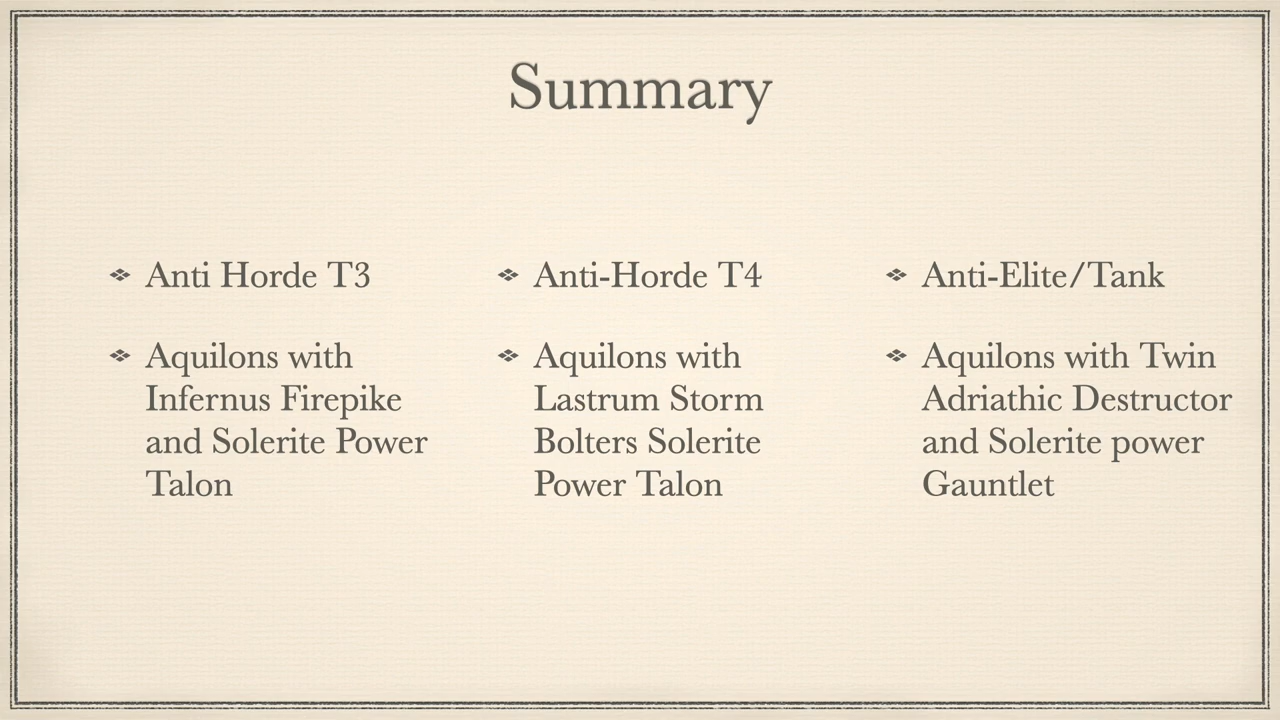 Summary
Anti Horde T3
Aquilons with
Infernus Firepike
and Solerite Power
Talon
Anti-Horde T4
Aquilons with
Lastrum Storm
Bolters Solerite
Power Talon
Anti-Elite/Tank
Aquilons with Twin
Adriathic Destructor
and Solerite power
Gauntlet